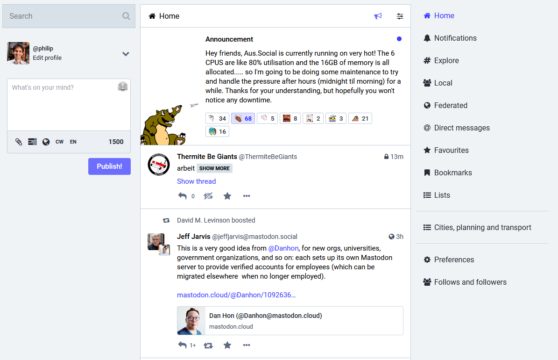 Search
@philip
Edit profile
What's on your mind?
CW
EN
1500
Publish!
Home
Announcement
Hey friends, Aus.Social is currently running on very hot! The 6
CPUS are like 80% utilisation and the 16GB of memory is all
allocated..... so I'm going to be doing some maintenance to try
and handle the pressure after hours (midnight til morning) for a
while. Thanks for your understanding, but hopefully you won't
notice any downtime.
34 68 5 8 2 3 21
16
Thermite Be Giants @ThermiteBeGiants 13m
arbeit SHOW MORE
Show thread
0
David M. Levinson boosted
Jeff Jarvis @jeffjarvis@mastodon.social 3h
This is a very good idea from @Danhon, for new orgs, universities,
government organizations, and so on: each sets up its own Mastodon
server to provide verified accounts for employees (which can be
migrated elsewhere when no longer employed).
mastodon.cloud/@Danhon/1092636...
Dan Hon (@Danhon@mastodon.cloud)
mastodon.cloud
1+
Home
Notifications
# Explore
Local
Federated
@ Direct messages
Favourites
Bookmarks
Lists
Cities, planning and transport
Preferences
Follows and followers